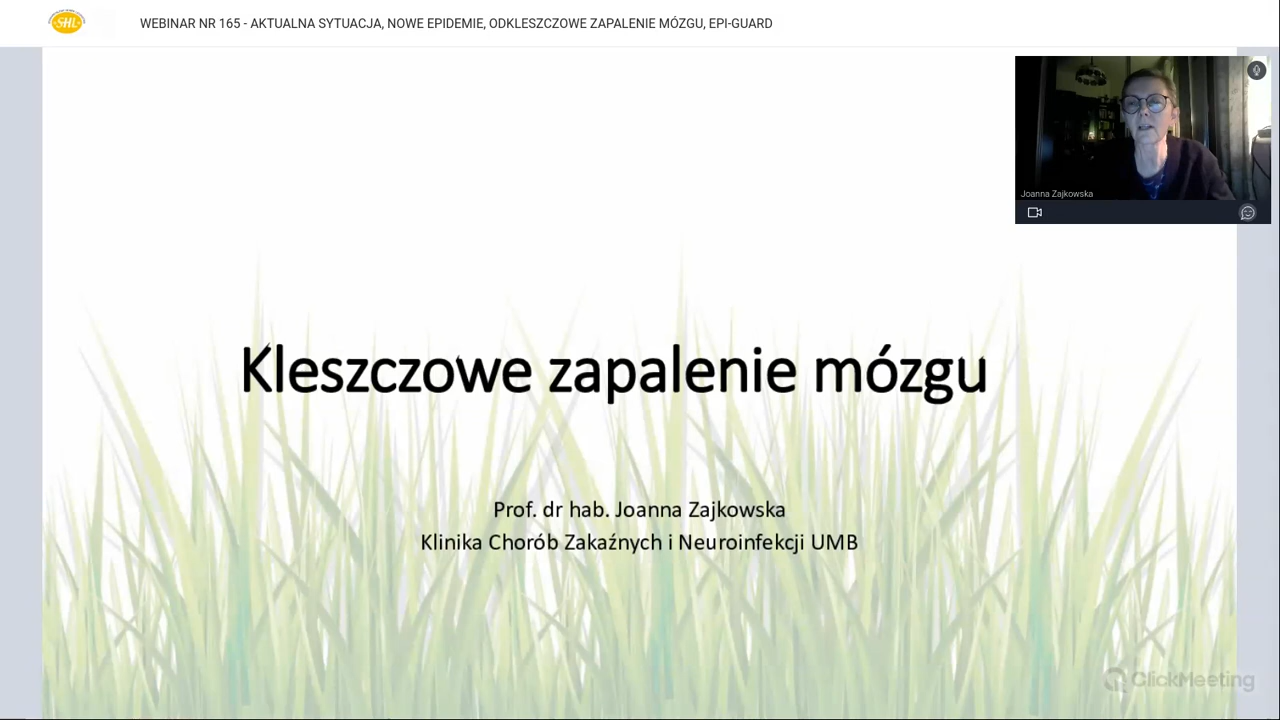 SHL
WEBINAR NR 165 - AKTUALNA SYTUACJA, NOWE EPIDEMIE, ODKLESZCZOWE ZAPALENIE MÓZGU, EPI-GUARD
Joanna Zajkowska
Kleszczowe zapalenie mózgu
Prof. dr hab. Joanna Zajkowska
Klinika Chorób Zakaźnych i Neuroinfekcji UMB
ClickMeeting